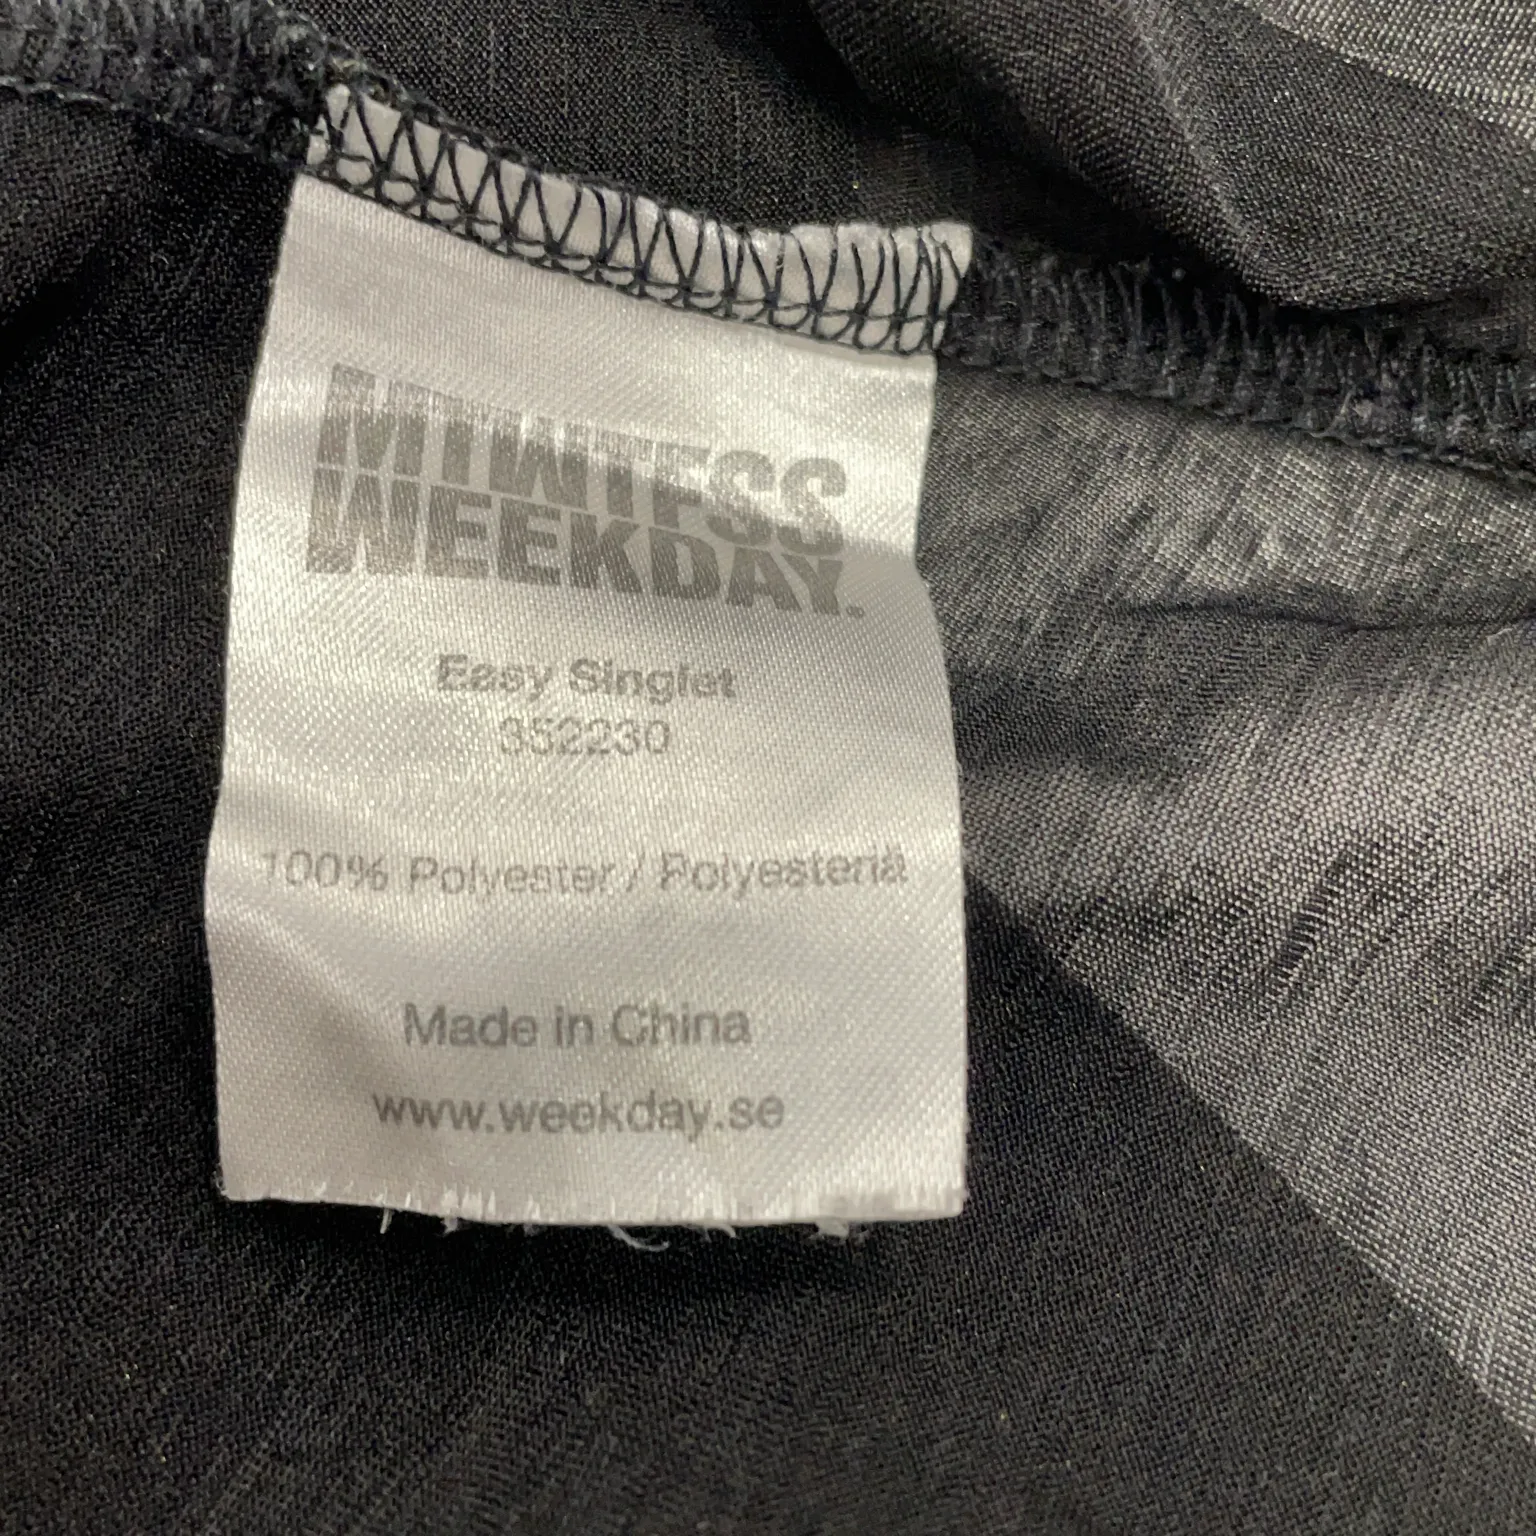 MTWTFSS
WEEKDAY.
Easy Singlet
352230
100% Polyester / Polyesteriä
Made in China
www.weekday.se